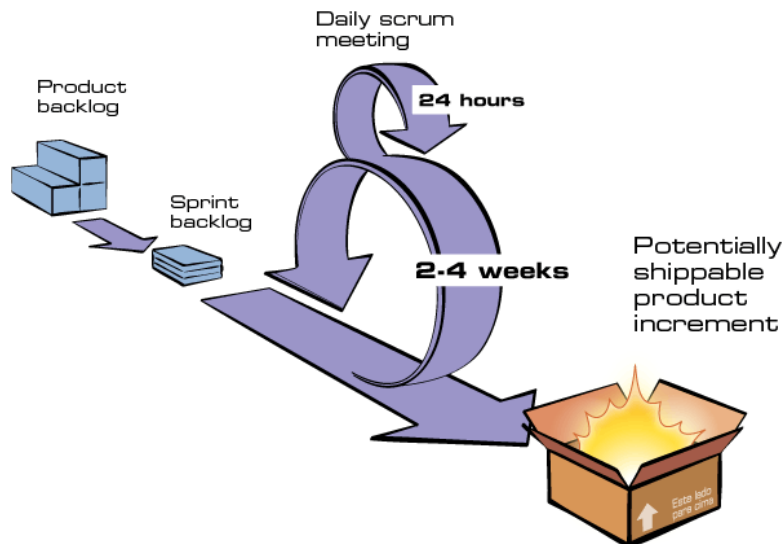 Daily scrum
meeting
24 hours
Product
backlog
Sprint
backlog
2-4 weeks
Potentially
shippable
product
increment
Este lado
para cima